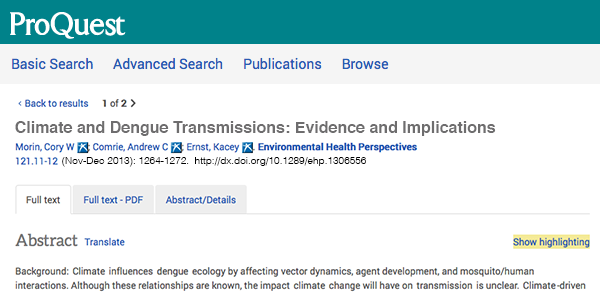 ProQuest
Basic Search Advanced Search Publications Browse
‹ Back to results 1 of 2 >
Climate and Dengue Transmissions: Evidence and Implications
Morin, Cory W; Comrie, Andrew C; Ernst, Kacey. Environmental Health Perspectives
121.11-12 (Nov-Dec 2013): 1264-1272. http://dx.doi.org/10.1289/ehp.1306556
Full text Full text - PDF Abstract/Details
Abstract Translate Show highlighting
Background: Climate influences dengue ecology by affecting vector dynamics, agent development, and mosquito/human
interactions. Although these relationships are known, the impact climate change will have on transmission is unclear. Climate-driven